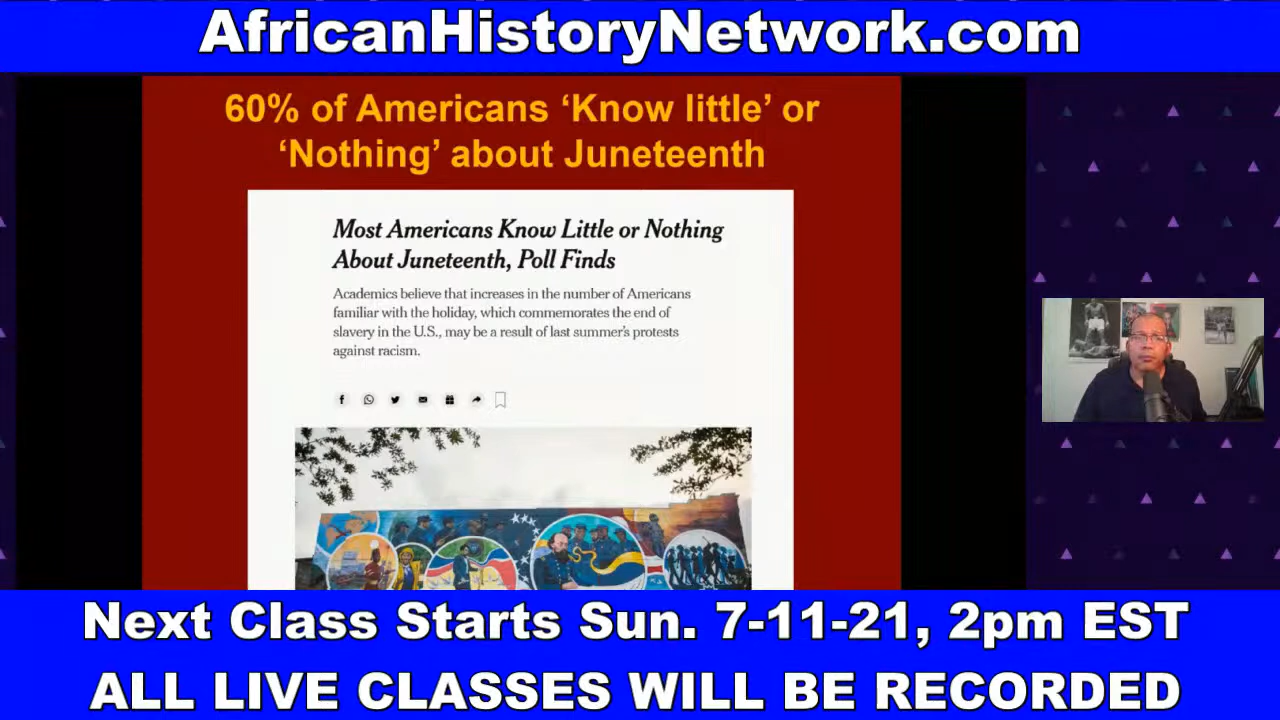 AfricanHistoryNetwork.com
60% of Americans ‘Know little’ or
‘Nothing’ about Juneteenth
Most Americans Know Little or Nothing
About Juneteenth, Poll Finds
Academics believe that increases in the number of Americans
familiar with the holiday, which commemorates the end of
slavery in the U.S., may be a result of last summer’s protests
against racism.
Next Class Starts Sun. 7-11-21, 2pm EST
ALL LIVE CLASSES WILL BE RECORDED